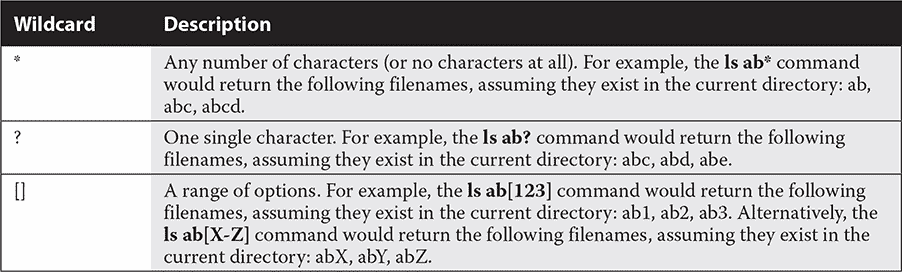 Wildcard Description
* Any number of characters (or no characters at all). For example, the ls ab* command
would return the following filenames, assuming they exist in the current directory: ab,
abc, abcd.
? One single character. For example, the ls ab? command would return the following
filenames, assuming they exist in the current directory: abc, abd, abe.
[] A range of options. For example, the ls ab[123] command would return the following
filenames, assuming they exist in the current directory: ab1, ab2, ab3. Alternatively, the
ls ab[X-Z] command would return the following filenames, assuming they exist in the
current directory: abX, abY, abZ.